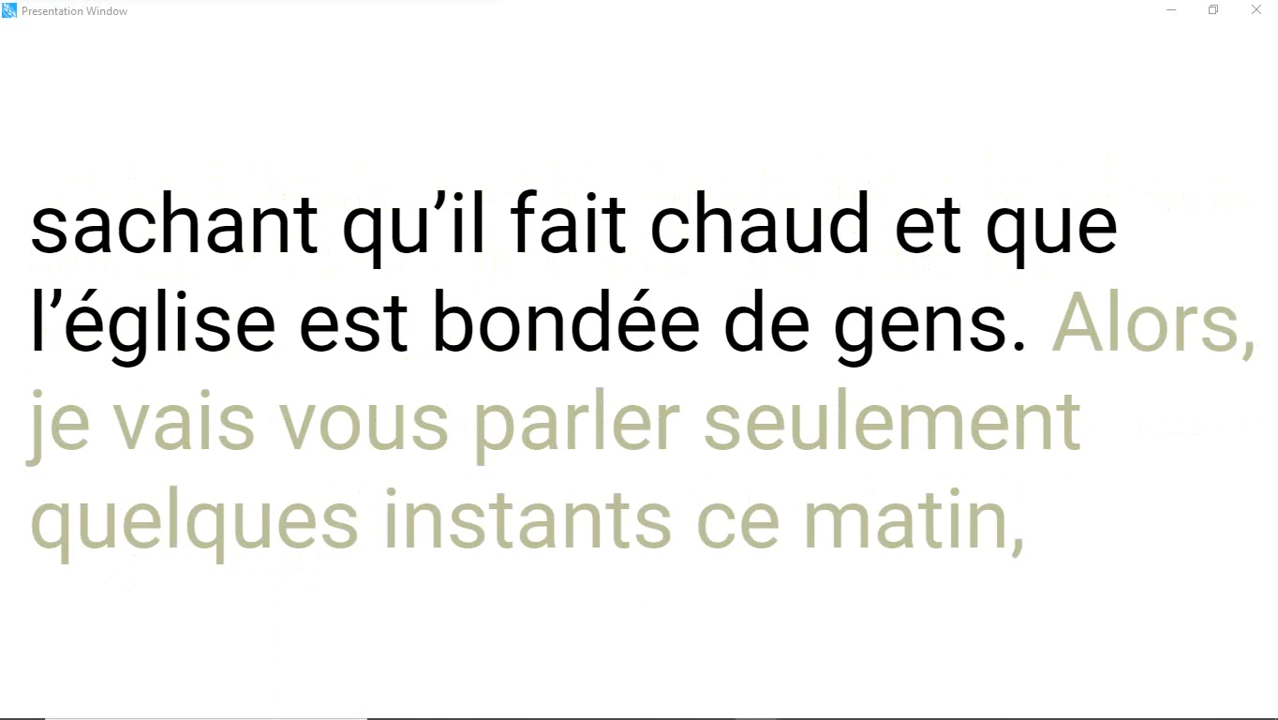 Presentation Window
sachant qu’il fait chaud et que
l’église est bondée de gens. Alors,
je vais vous parler seulement
quelques instants ce matin,